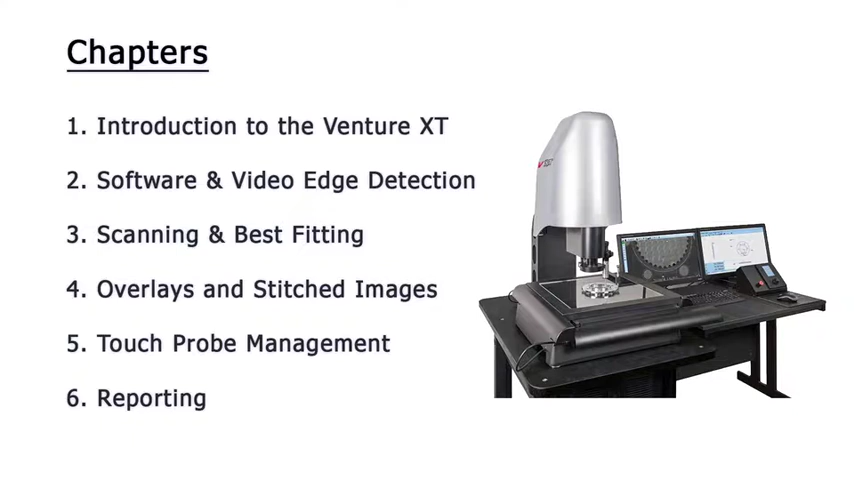 Chapters
1. Introduction to the Venture XT
2. Software & Video Edge Detection
3. Scanning & Best Fitting
4. Overlays and Stitched Images
5. Touch Probe Management
6. Reporting